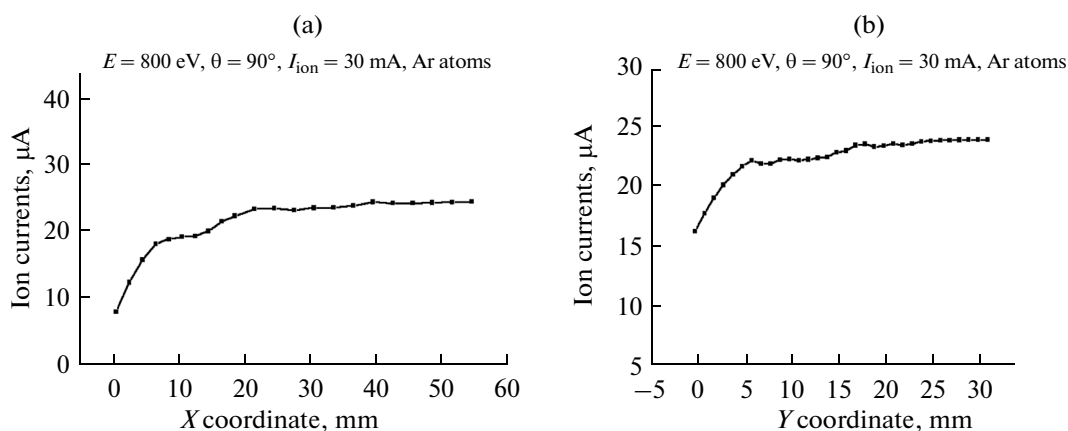 (a)
E = 800 eV, θ = 90°, I_ion = 30 mA, Ar atoms
40
30
20
10
0
Ion currents, μA
0 10 20 30 40 50 60
X coordinate, mm
(b)
E = 800 eV, θ = 90°, I_ion = 30 mA, Ar atoms
30
25
20
15
10
5
Ion currents, μA
−5 0 5 10 15 20 25 30
Y coordinate, mm